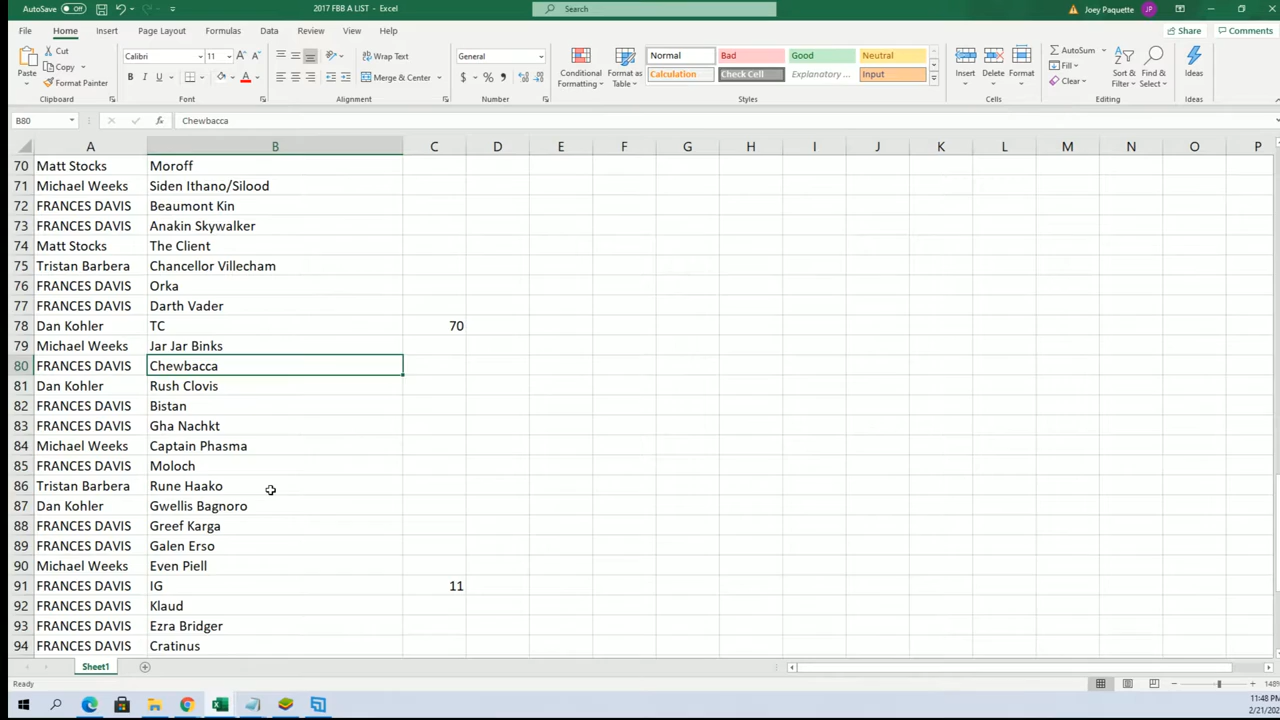 AutoSave Off 2017 FBB A LIST - Excel Search Joey Paquette JP
File Home Insert Page Layout Formulas Data Review View Help Share Comments
Paste Cut Copy Format Painter Calibri 11 Wrap Text Merge & Center General Conditional Formatting Format as Table Normal Bad Good Neutral Calculation Check Cell Explanatory ... Input Insert Delete Format AutoSum Fill Clear Sort & Filter Find & Select Ideas
Clipboard Font Alignment Number Styles Cells Editing Ideas
B80 fx Chewbacca
A B C D E F G H I J K L M N O P
70 Matt Stocks Moroff
71 Michael Weeks Siden Ithano/Silood
72 FRANCES DAVIS Beaumont Kin
73 FRANCES DAVIS Anakin Skywalker
74 Matt Stocks The Client
75 Tristan Barbera Chancellor Villecham
76 FRANCES DAVIS Orka
77 FRANCES DAVIS Darth Vader
78 Dan Kohler TC 70
79 Michael Weeks Jar Jar Binks
80 FRANCES DAVIS Chewbacca
81 Dan Kohler Rush Clovis
82 FRANCES DAVIS Bistan
83 FRANCES DAVIS Gha Nachkt
84 Michael Weeks Captain Phasma
85 FRANCES DAVIS Moloch
86 Tristan Barbera Rune Haako
87 Dan Kohler Gwellis Bagnoro
88 FRANCES DAVIS Greef Karga
89 FRANCES DAVIS Galen Erso
90 Michael Weeks Even Piell
91 FRANCES DAVIS IG 11
92 FRANCES DAVIS Klaud
93 FRANCES DAVIS Ezra Bridger
94 FRANCES DAVIS Cratinus
Sheet1
Ready 148
11:48 PM
2/21/202